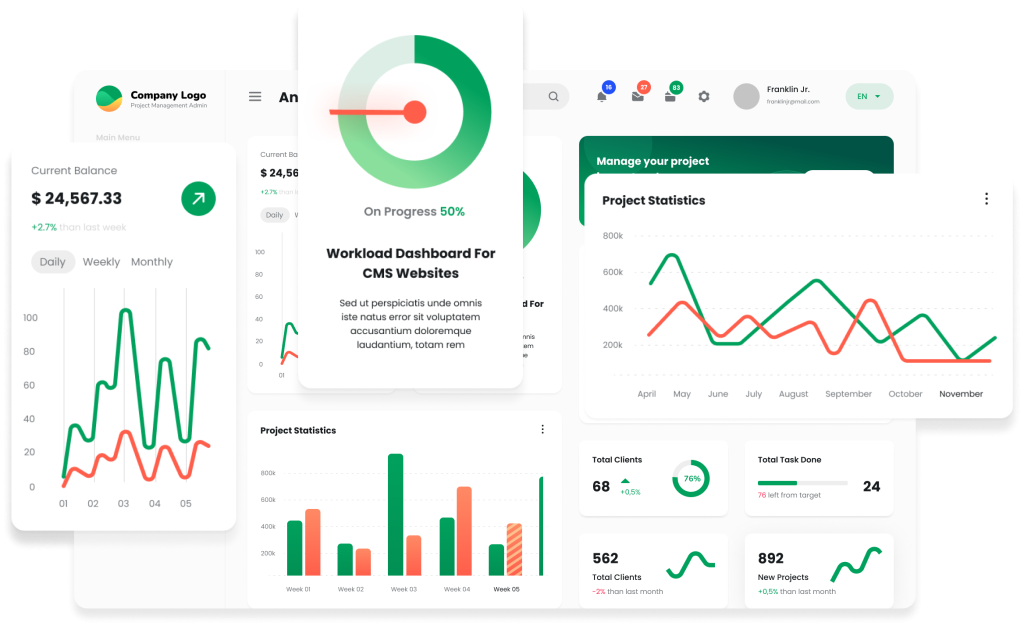 Company Logo
Project Management Admin
An
16
27
83
Franklin Jr.
franklinjr@mail.com
EN
Main Menu
Current Balance
$ 24,567.33
+2.7% than last week
Daily
Weekly
Monthly
100
80
60
40
20
0
01
02
03
04
05
Current Ba
$ 24,56
+2.7% than la
Daily
W
100
80
60
40
20
0
01
On Progress 50%
Workload Dashboard For
CMS Websites
Sed ut perspiciatis unde omnis
iste natus error sit voluptatem
accusantium doloremque
laudantium, totam rem
d For
nnis
tem
e
Manage your project
Project Statistics
800k
600k
400k
200k
April
May
June
July
August
September
October
November
Project Statistics
800k
600k
400k
200k
Week 01
Week 02
Week 03
Week 04
Week 05
Total Clients
68
+0,5%
76%
Total Task Done
76 left from target
24
562
Total Clients
-2% than last month
892
New Projects
+0,5% than last month